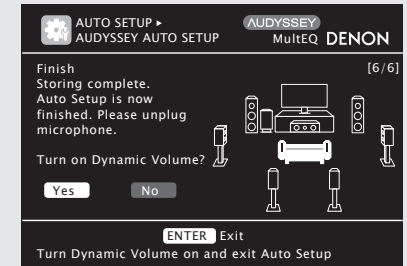 AUTO SETUP ▸
AUDYSSEY AUTO SETUP
AUDYSSEY
MultEQ DENON
Finish
[6/6]
Storing complete.
Auto Setup is now
finished. Please unplug
microphone.
Turn on Dynamic Volume?
Yes No
ENTER Exit
Turn Dynamic Volume on and exit Auto Setup